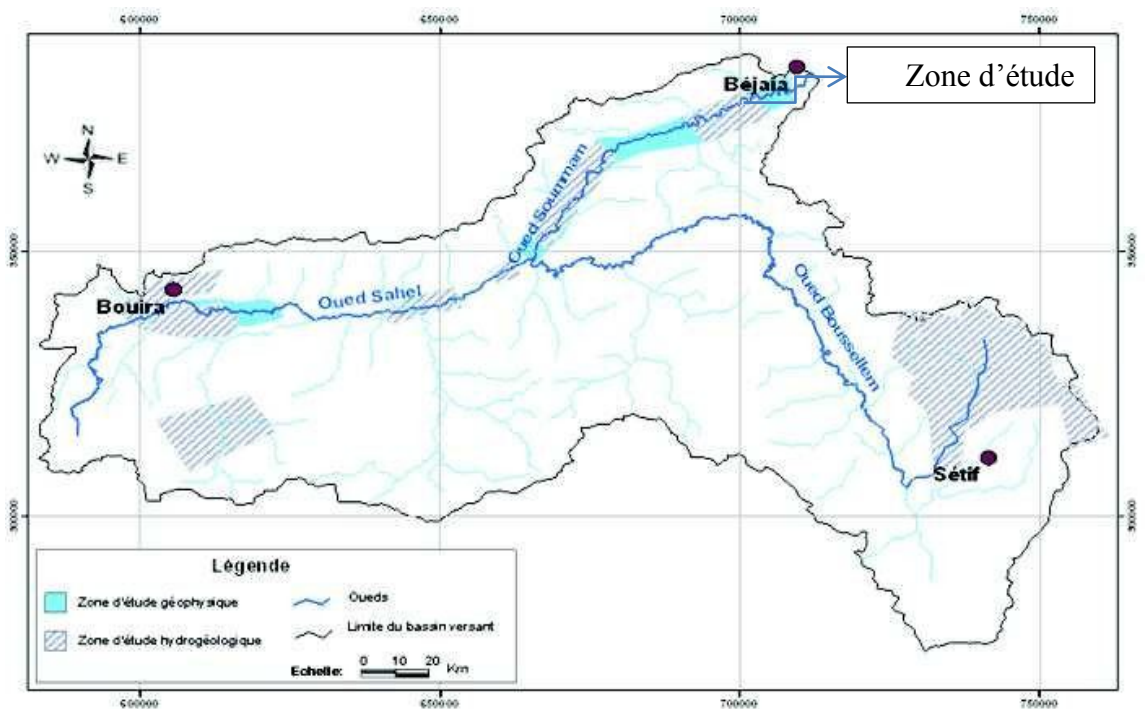 600000 650000 700000 750000
Zone d'étude
Béjaia
N
W E
S
Oued Soummam
350000 350000
Oued Sahel
Bouira
Oued Boussellem
Sétif
300000 300000
Légende
Zone d'étude géophysique
Oueds
Zone d'étude hydrogéologique
Limite du bassin versant
Echelle: 0 10 20 Km
600000 650000 700000 750000